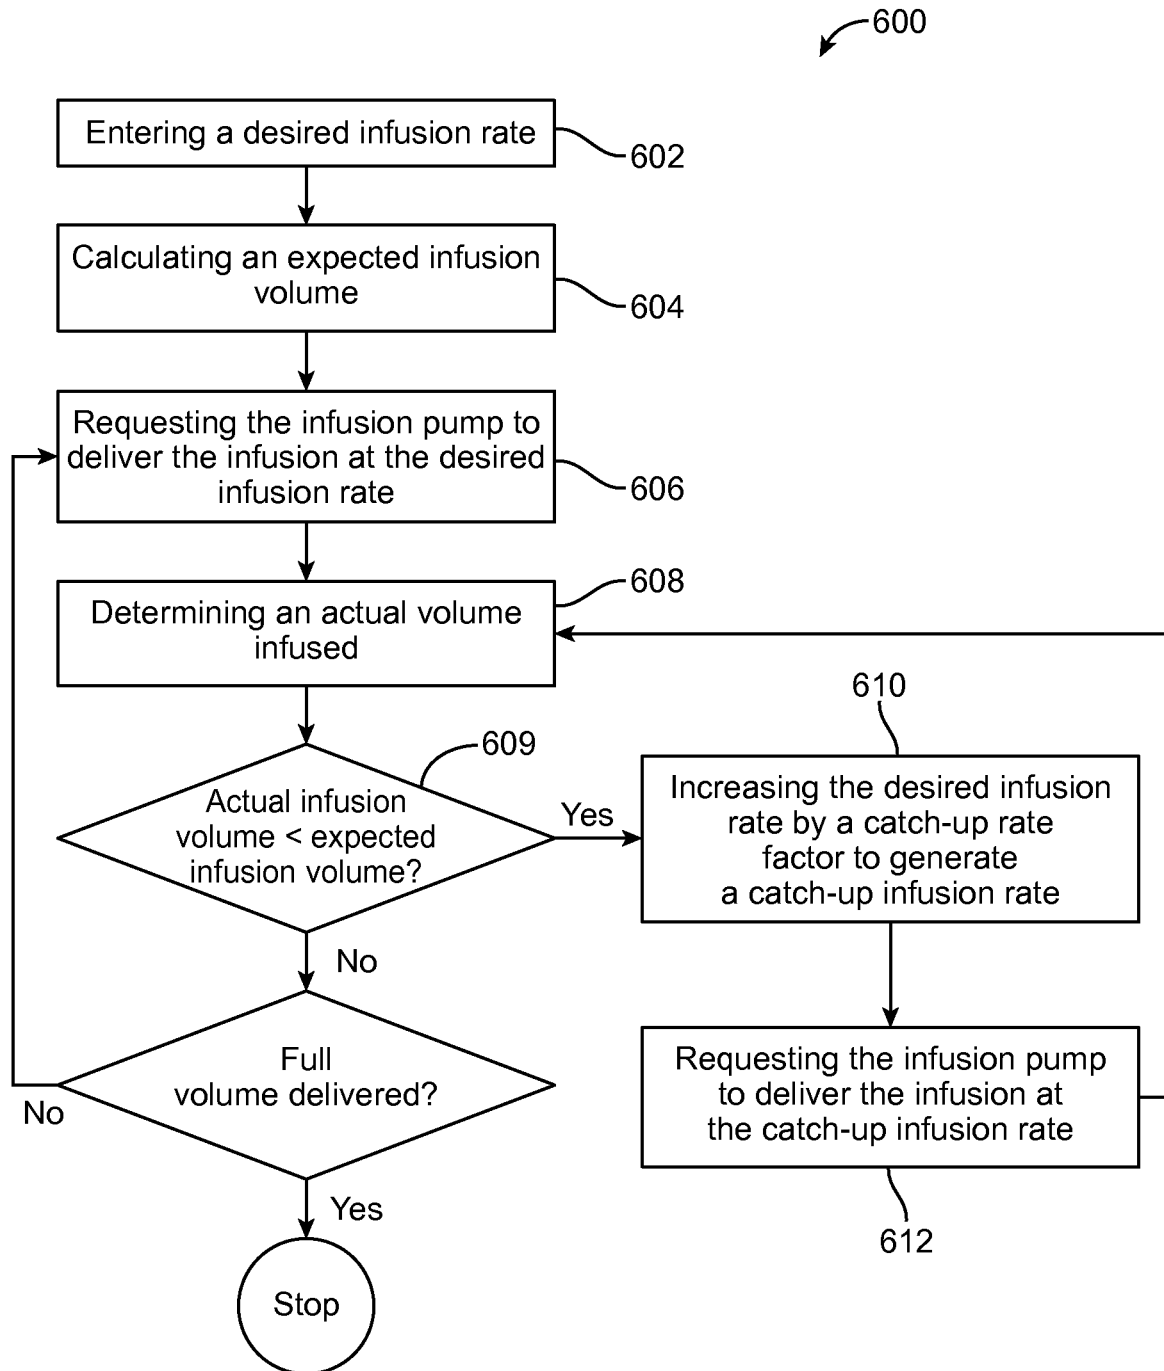 600
Entering a desired infusion rate
602
Calculating an expected infusion
volume
604
Requesting the infusion pump to
deliver the infusion at the desired
infusion rate
606
608
Determining an actual volume
infused
610
609
Actual infusion
volume < expected
infusion volume?
Yes
Increasing the desired infusion
rate by a catch-up rate
factor to generate
a catch-up infusion rate
No
Full
volume delivered?
No
Requesting the infusion pump
to deliver the infusion at
the catch-up infusion rate
Yes
612
Stop